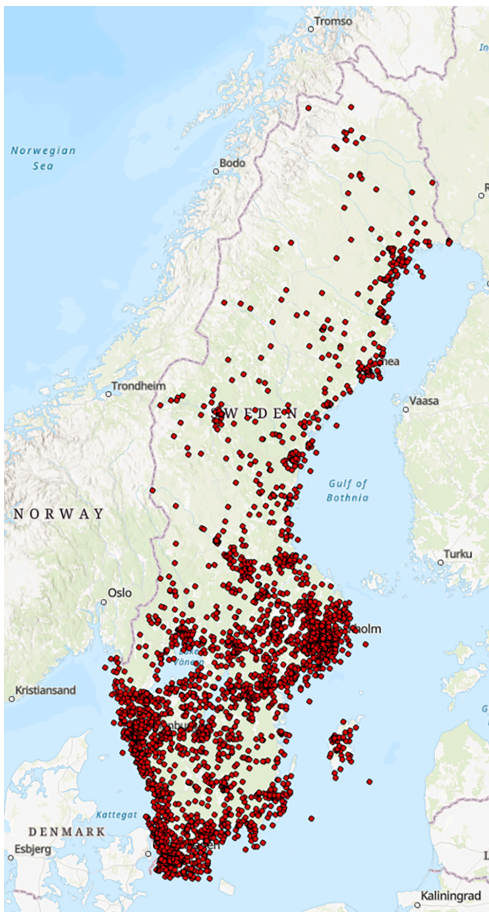 Tromso
Norwegian
Sea
Bodo
Trondheim
SWEDEN
Vaasa
Gulf of
Bothnia
NORWAY
Turku
Oslo
Kristiansand
Kattegat
DENMARK
Esbjerg
Kaliningrad